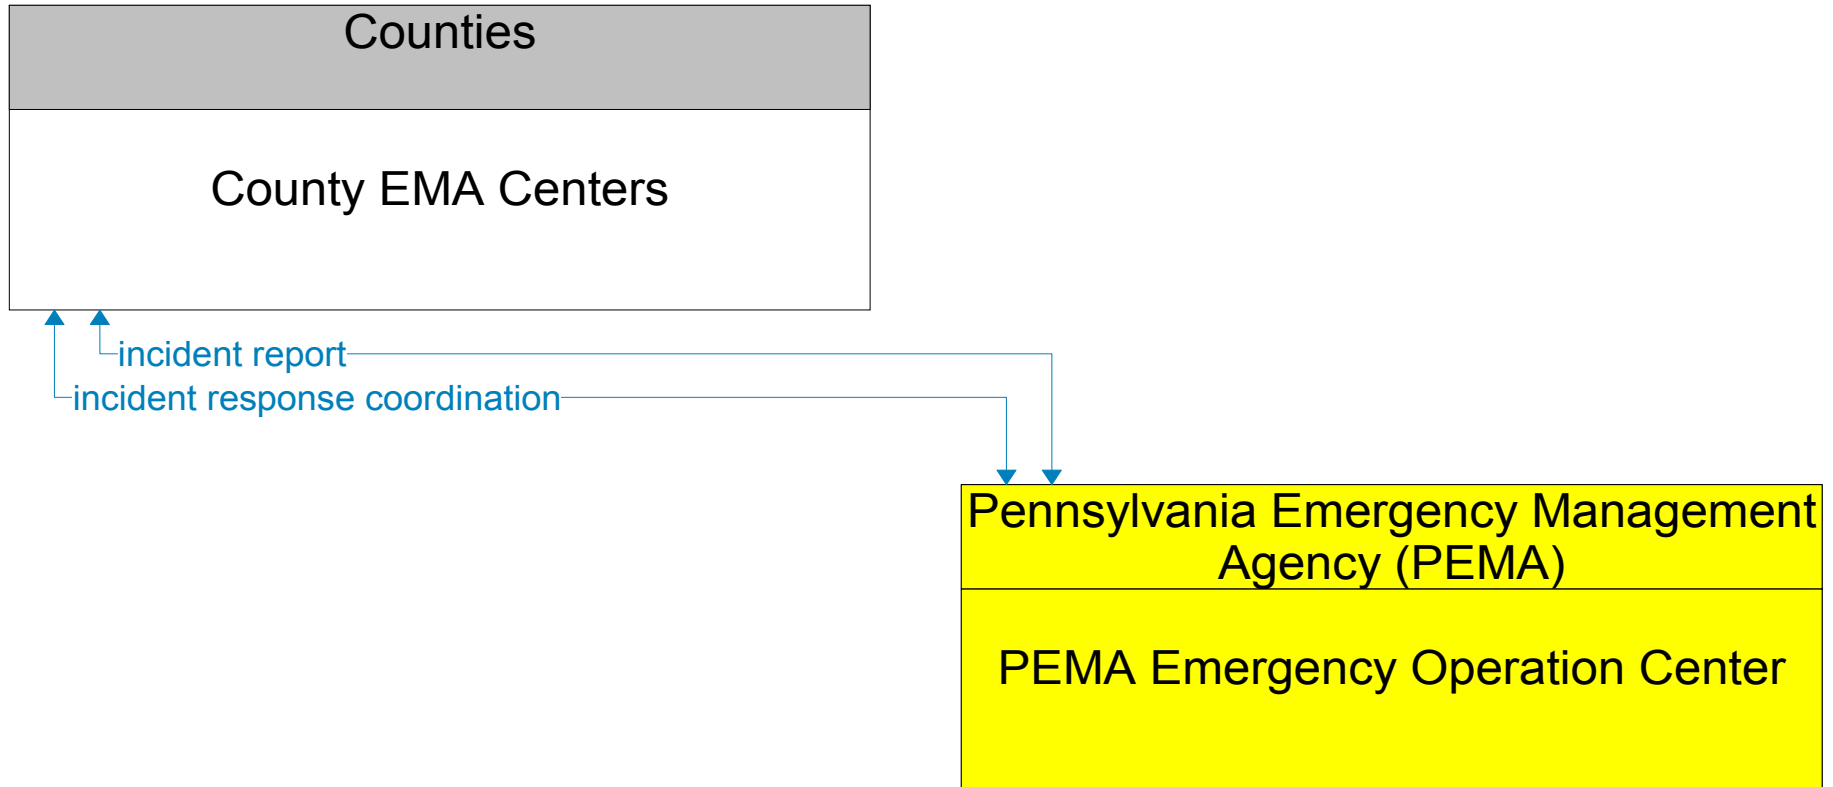 Counties
County EMA Centers
incident report
incident response coordination
Pennsylvania Emergency Management
Agency (PEMA)
PEMA Emergency Operation Center